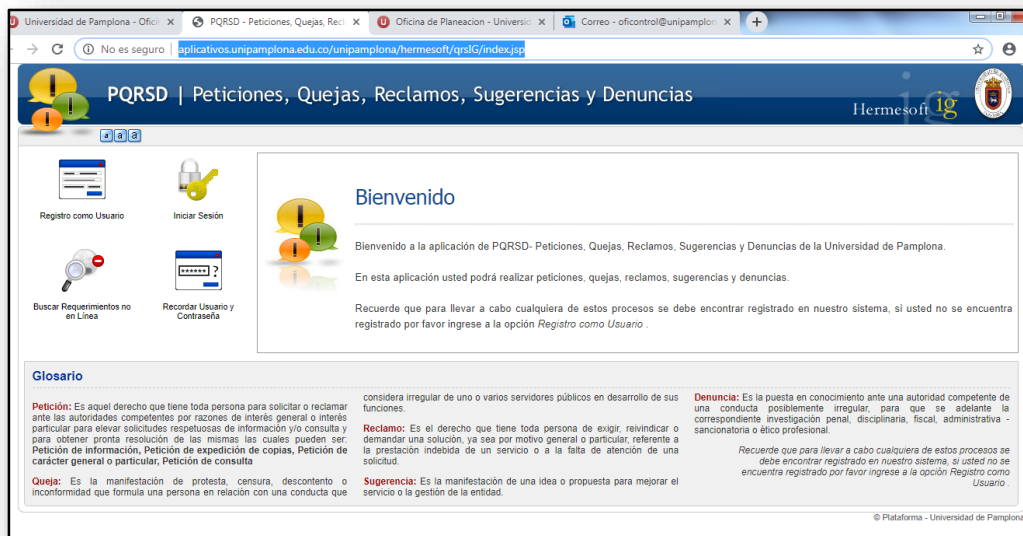 Universidad de Pamplona - Ofici
PQRSD - Peticiones, Quejas, Recl
Oficina de Planeacion - Universid
Correo - oficontrol@unipamplon
No es seguro | aplicativos.unipamplona.edu.co/unipamplona/hermesoft/qrsIG/index.jsp
PQRSD | Peticiones, Quejas, Reclamos, Sugerencias y Denuncias
Hermesoft ig
a a a
Registro como Usuario
Iniciar Sesión
Buscar Requerimientos no
en Línea
Recordar Usuario y
Contraseña
Bienvenido
Bienvenido a la aplicación de PQRSD- Peticiones, Quejas, Reclamos, Sugerencias y Denuncias de la Universidad de Pamplona.
En esta aplicación usted podrá realizar peticiones, quejas, reclamos, sugerencias y denuncias.
Recuerde que para llevar a cabo cualquiera de estos procesos se debe encontrar registrado en nuestro sistema, si usted no se encuentra
registrado por favor ingrese a la opción Registro como Usuario .
Glosario
Petición: Es aquel derecho que tiene toda persona para solicitar o reclamar
ante las autoridades competentes por razones de interés general o interés
particular para elevar solicitudes respetuosas de información y/o consulta y
para obtener pronta resolución de las mismas las cuales pueden ser:
Petición de información, Petición de expedición de copias, Petición de
carácter general o particular, Petición de consulta
Queja: Es la manifestación de protesta, censura, descontento o
inconformidad que formula una persona en relación con una conducta que
considera irregular de uno o varios servidores públicos en desarrollo de sus
funciones.
Reclamo: Es el derecho que tiene toda persona de exigir, reivindicar o
demandar una solución, ya sea por motivo general o particular, referente a
la prestación indebida de un servicio o a la falta de atención de una
solicitud.
Sugerencia: Es la manifestación de una idea o propuesta para mejorar el
servicio o la gestión de la entidad.
Denuncia: Es la puesta en conocimiento ante una autoridad competente de
una conducta posiblemente irregular, para que se adelante la
correspondiente investigación penal, disciplinaria, fiscal, administrativa -
sancionatoria o ético profesional.
Recuerde que para llevar a cabo cualquiera de estos procesos se
debe encontrar registrado en nuestro sistema, si usted no se
encuentra registrado por favor ingrese a la opción Registro como
Usuario .
© Plataforma - Universidad de Pamplona